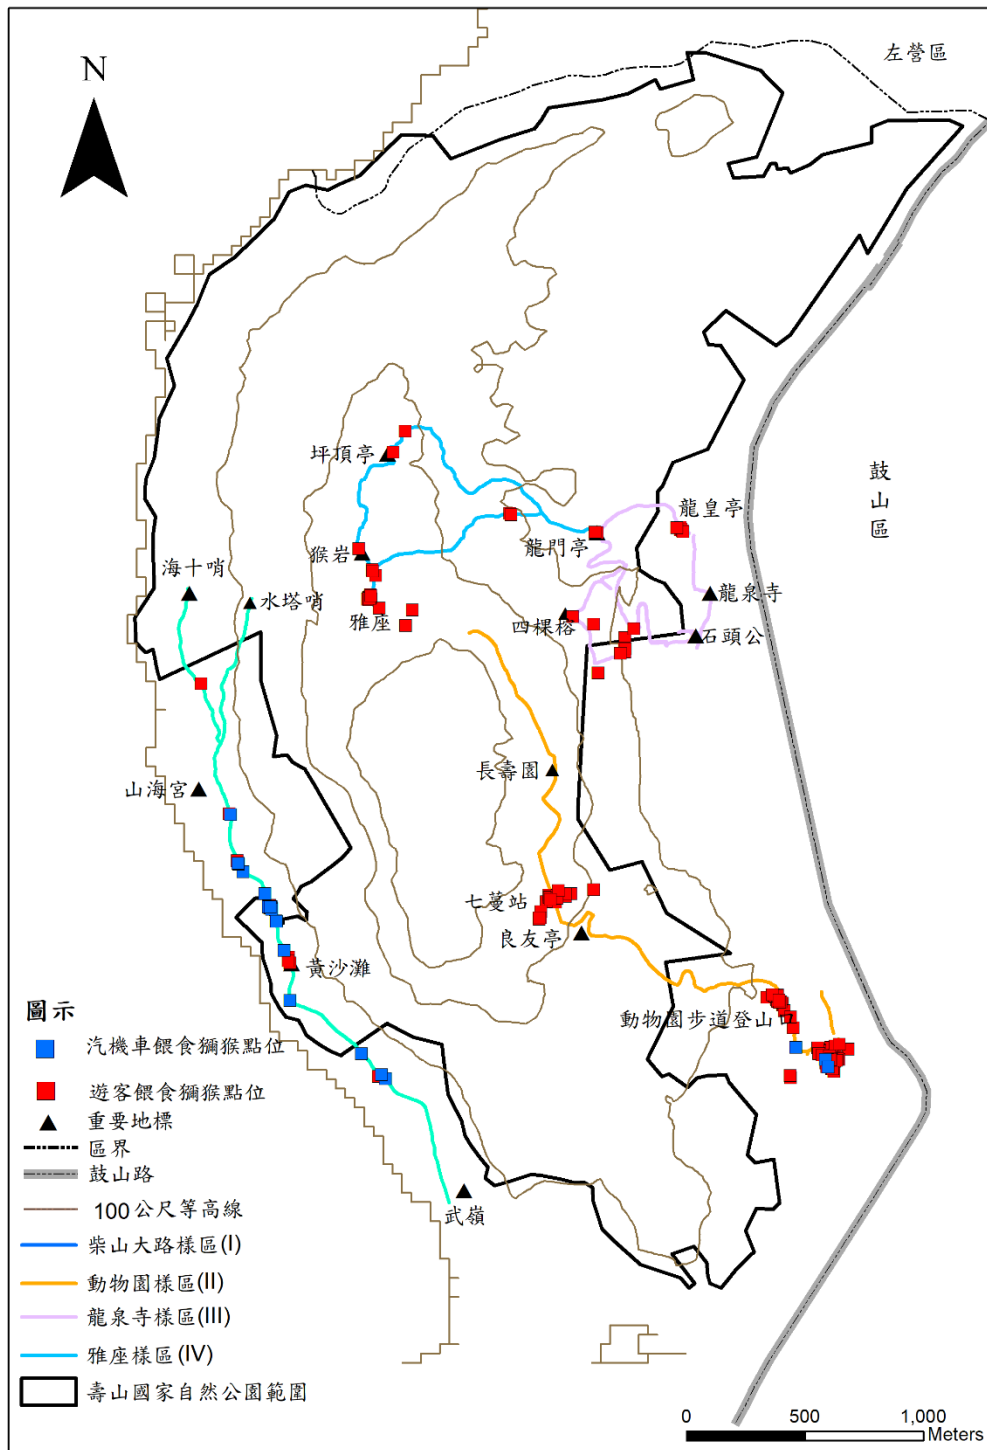 左營區
N
鼓山區
坪頂亭
龍皇亭
龍門亭
猴岩
海十哨
水塔哨
龍泉寺
雅座
四棵榕
石頭公
長壽園
山海宮
七蔓站
良友亭
黃沙灘
動物園步道登山口
圖示
汽機車餵食獼猴點位
遊客餵食獼猴點位
重要地標
區界
鼓山路
100公尺等高線
武嶺
柴山大路樣區(I)
動物園樣區(II)
龍泉寺樣區(III)
雅座樣區(IV)
壽山國家自然公園範圍
0 500 1,000
Meters